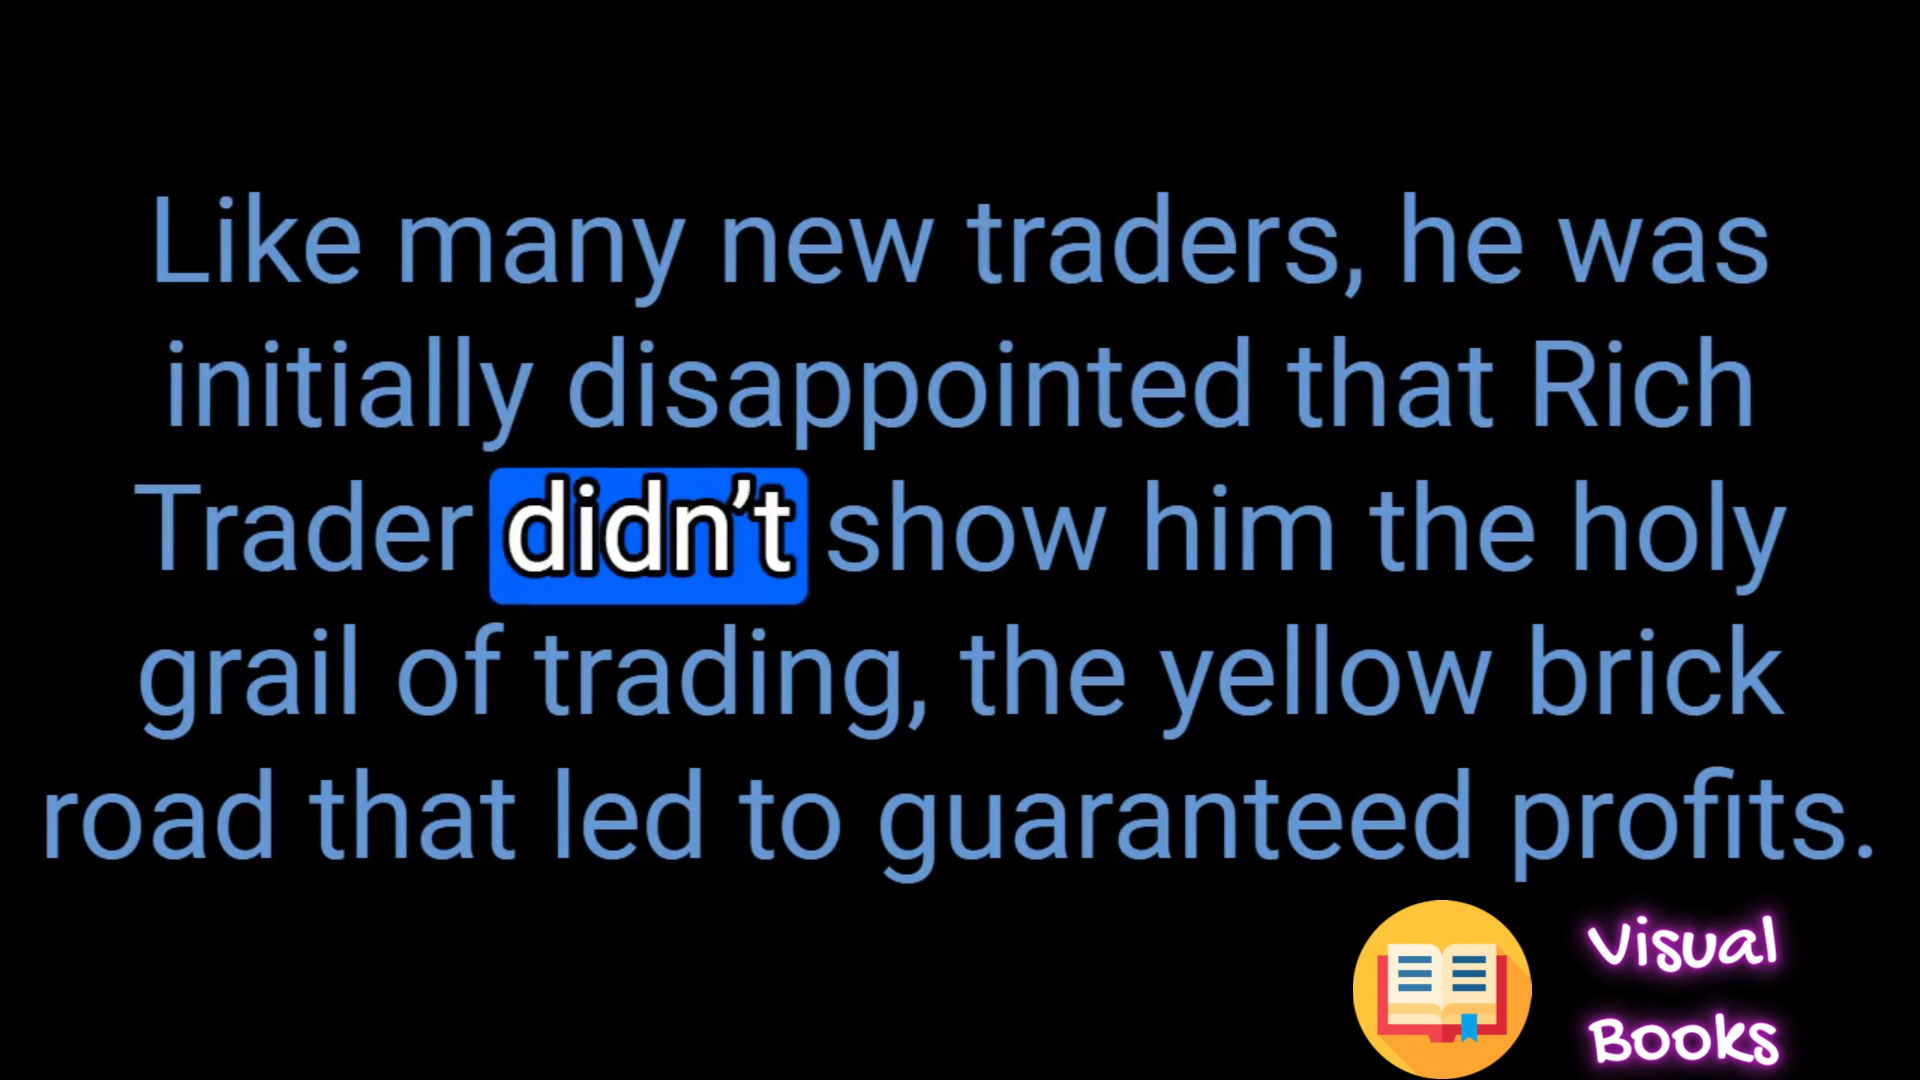 Like many new traders, he was
initially disappointed that Rich
Trader didn’t show him the holy
grail of trading, the yellow brick
road that led to guaranteed profits.
Visual
Books